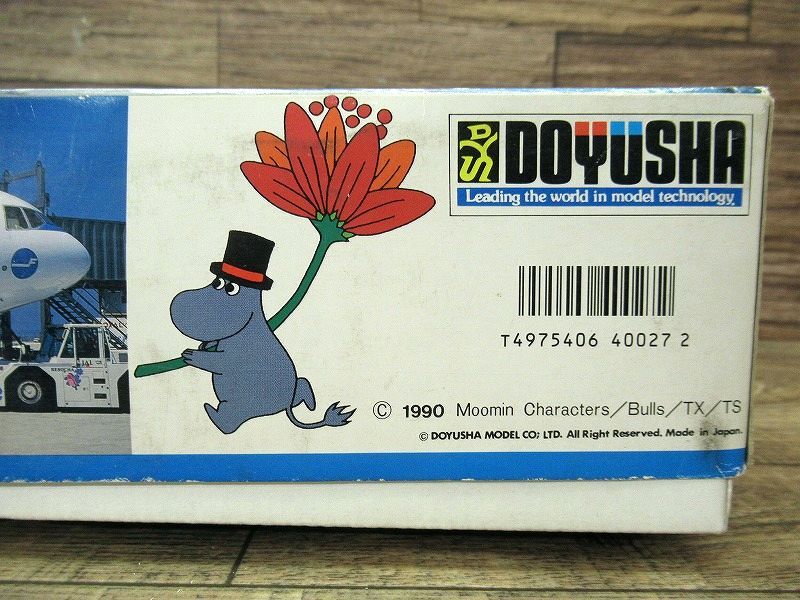 DOYUSHA
Leading the world in model technology.
T4975406 40027 2
© 1990 Moomin Characters/Bulls/TX/TS
© DOYUSHA MODEL CO; LTD. All Right Reserved. Made in Japan.
JAL